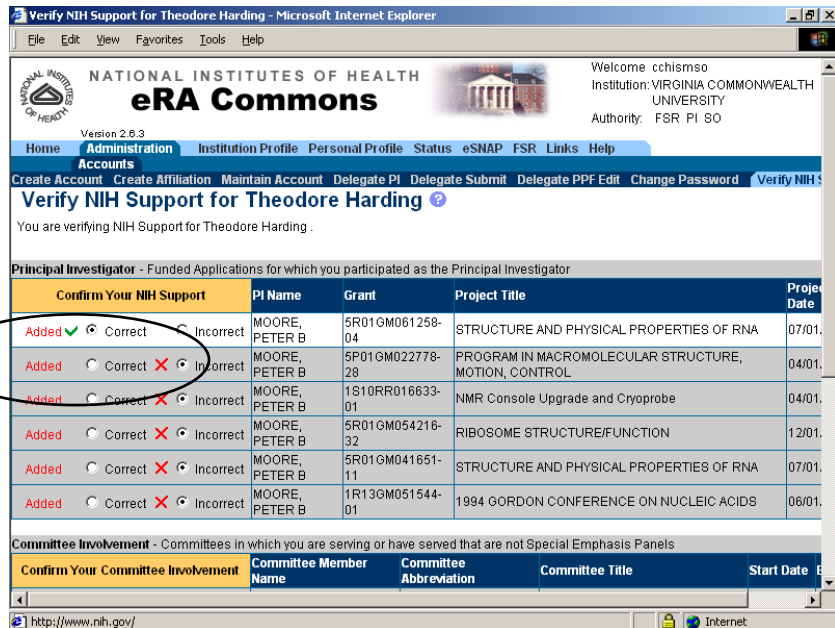 Verify NIH Support for Theodore Harding - Microsoft Internet Explorer
File Edit View Favorites Tools Help
NATIONAL INSTITUTES OF HEALTH
eRA Commons
NATIONAL INSTITUTES OF HEALTH
Version 2.6.3
Welcome cchismso
Institution: VIRGINIA COMMONWEALTH
UNIVERSITY
Authority: FSR PI SO
Home Administration Institution Profile Personal Profile Status eSNAP FSR Links Help
Accounts
Create Account Create Affiliation Maintain Account Delegate PI Delegate Submit Delegate PPF Edit Change Password Verify NIH S
Verify NIH Support for Theodore Harding ?
You are verifying NIH Support for Theodore Harding .
Principal Investigator - Funded Applications for which you participated as the Principal Investigator
Confirm Your NIH Support PI Name Grant Project Title Projec Date
Added Correct Incorrect MOORE, PETER B 5R01GM061258-04 STRUCTURE AND PHYSICAL PROPERTIES OF RNA 07/01.
Added Correct Incorrect MOORE, PETER B 5P01GM022778-28 PROGRAM IN MACROMOLECULAR STRUCTURE, MOTION, CONTROL 04/01.
Added Correct Incorrect MOORE, PETER B 1S10RR016633-01 NMR Console Upgrade and Cryoprobe 04/01.
Added Correct Incorrect MOORE, PETER B 5R01GM054216-32 RIBOSOME STRUCTURE/FUNCTION 12/01.
Added Correct Incorrect MOORE, PETER B 5R01GM041651-11 STRUCTURE AND PHYSICAL PROPERTIES OF RNA 07/01.
Added Correct Incorrect MOORE, PETER B 1R13GM051544-01 1994 GORDON CONFERENCE ON NUCLEIC ACIDS 06/01.
Committee Involvement - Committees in which you are serving or have served that are not Special Emphasis Panels
Confirm Your Committee Involvement Committee Member Name Committee Abbreviation Committee Title Start Date E
http://www.nih.gov/ Internet